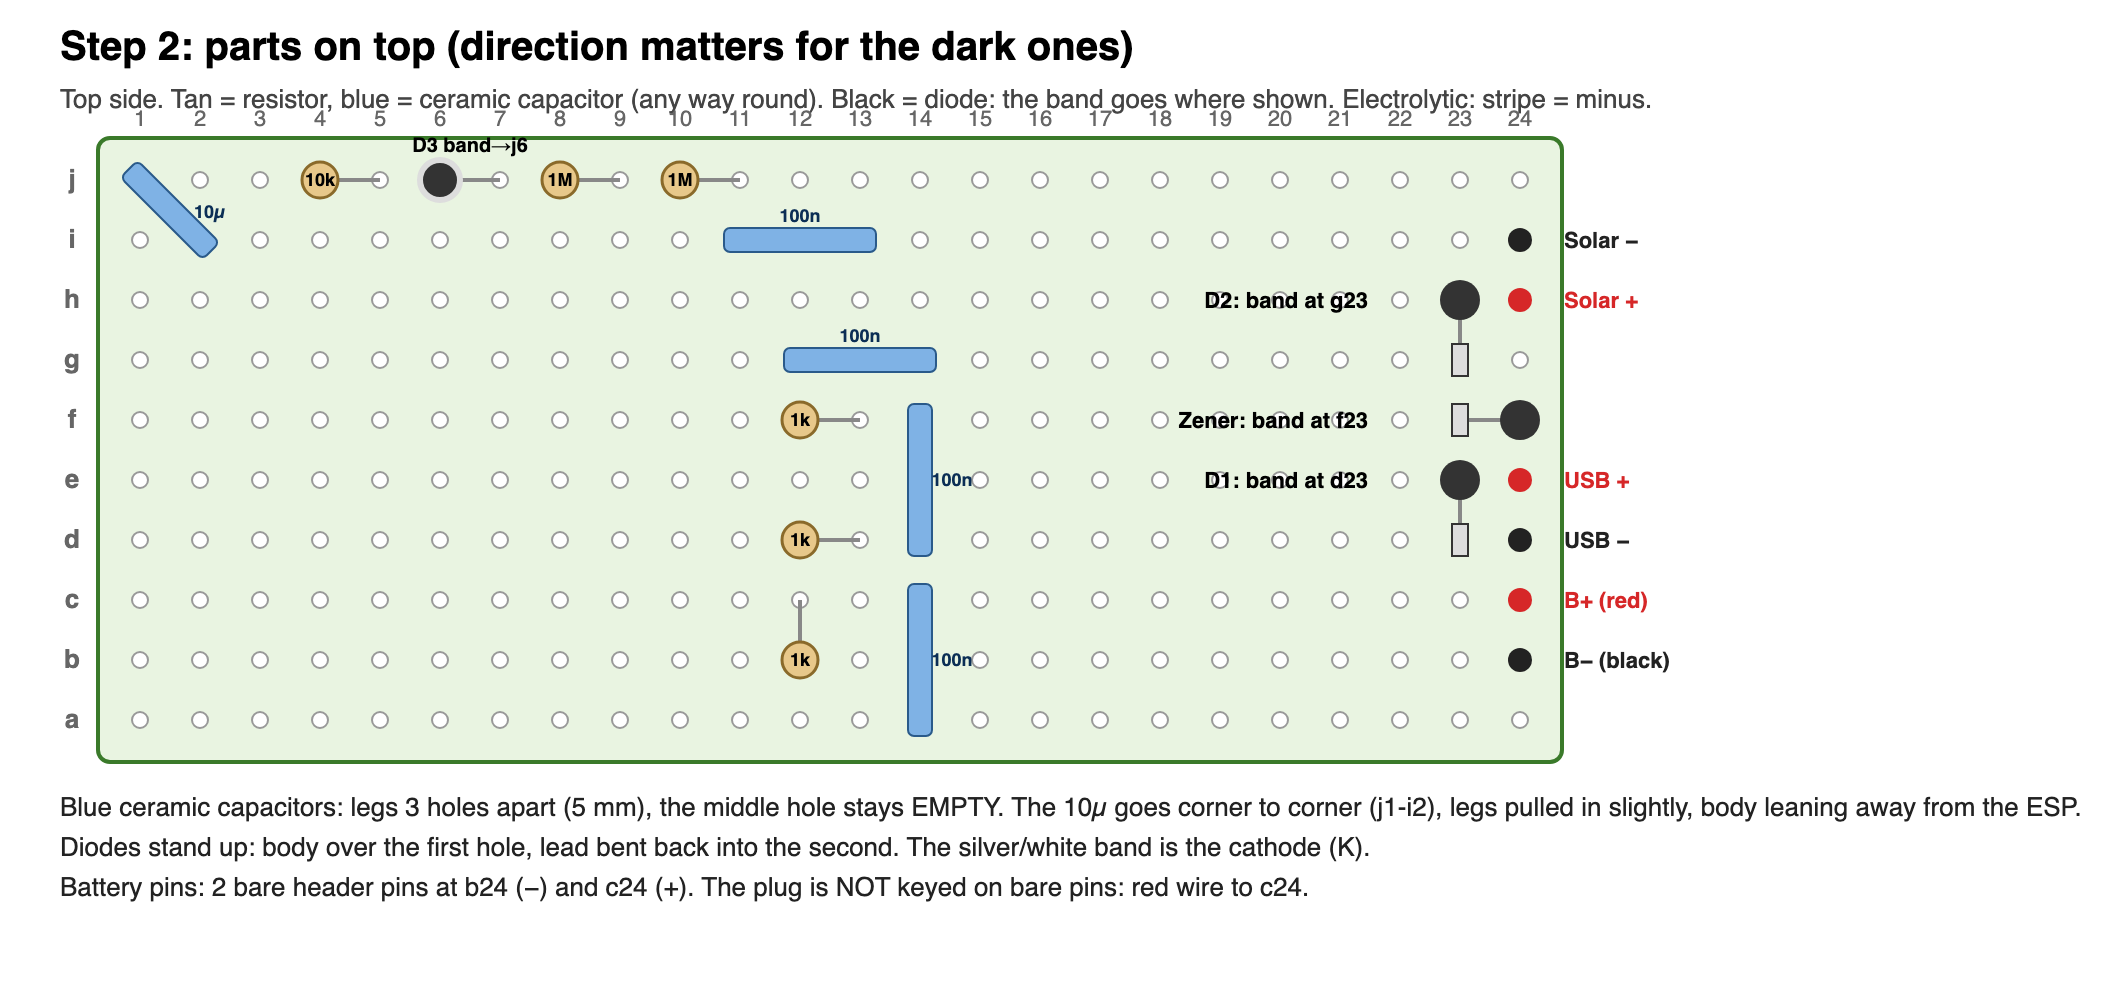 Step 2: parts on top (direction matters for the dark ones)
Top side. Tan = resistor, blue = ceramic capacitor (any way round). Black = diode: the band goes where shown. Electrolytic: stripe = minus.
1 2 3 4 5 6 7 8 9 10 11 12 13 14 15 16 17 18 19 20 21 22 23 24
D3 band→j6
j 10k 1M 1M
10µ
100n
i Solar –
h D2: band at g23 Solar +
100n
g
f 1k Zener: band at f23
e 100n D1: band at d23 USB +
d 1k USB –
c B+ (red)
b 1k 100n B– (black)
a
Blue ceramic capacitors: legs 3 holes apart (5 mm), the middle hole stays EMPTY. The 10µ goes corner to corner (j1-i2), legs pulled in slightly, body leaning away from the ESP.
Diodes stand up: body over the first hole, lead bent back into the second. The silver/white band is the cathode (K).
Battery pins: 2 bare header pins at b24 (–) and c24 (+). The plug is NOT keyed on bare pins: red wire to c24.